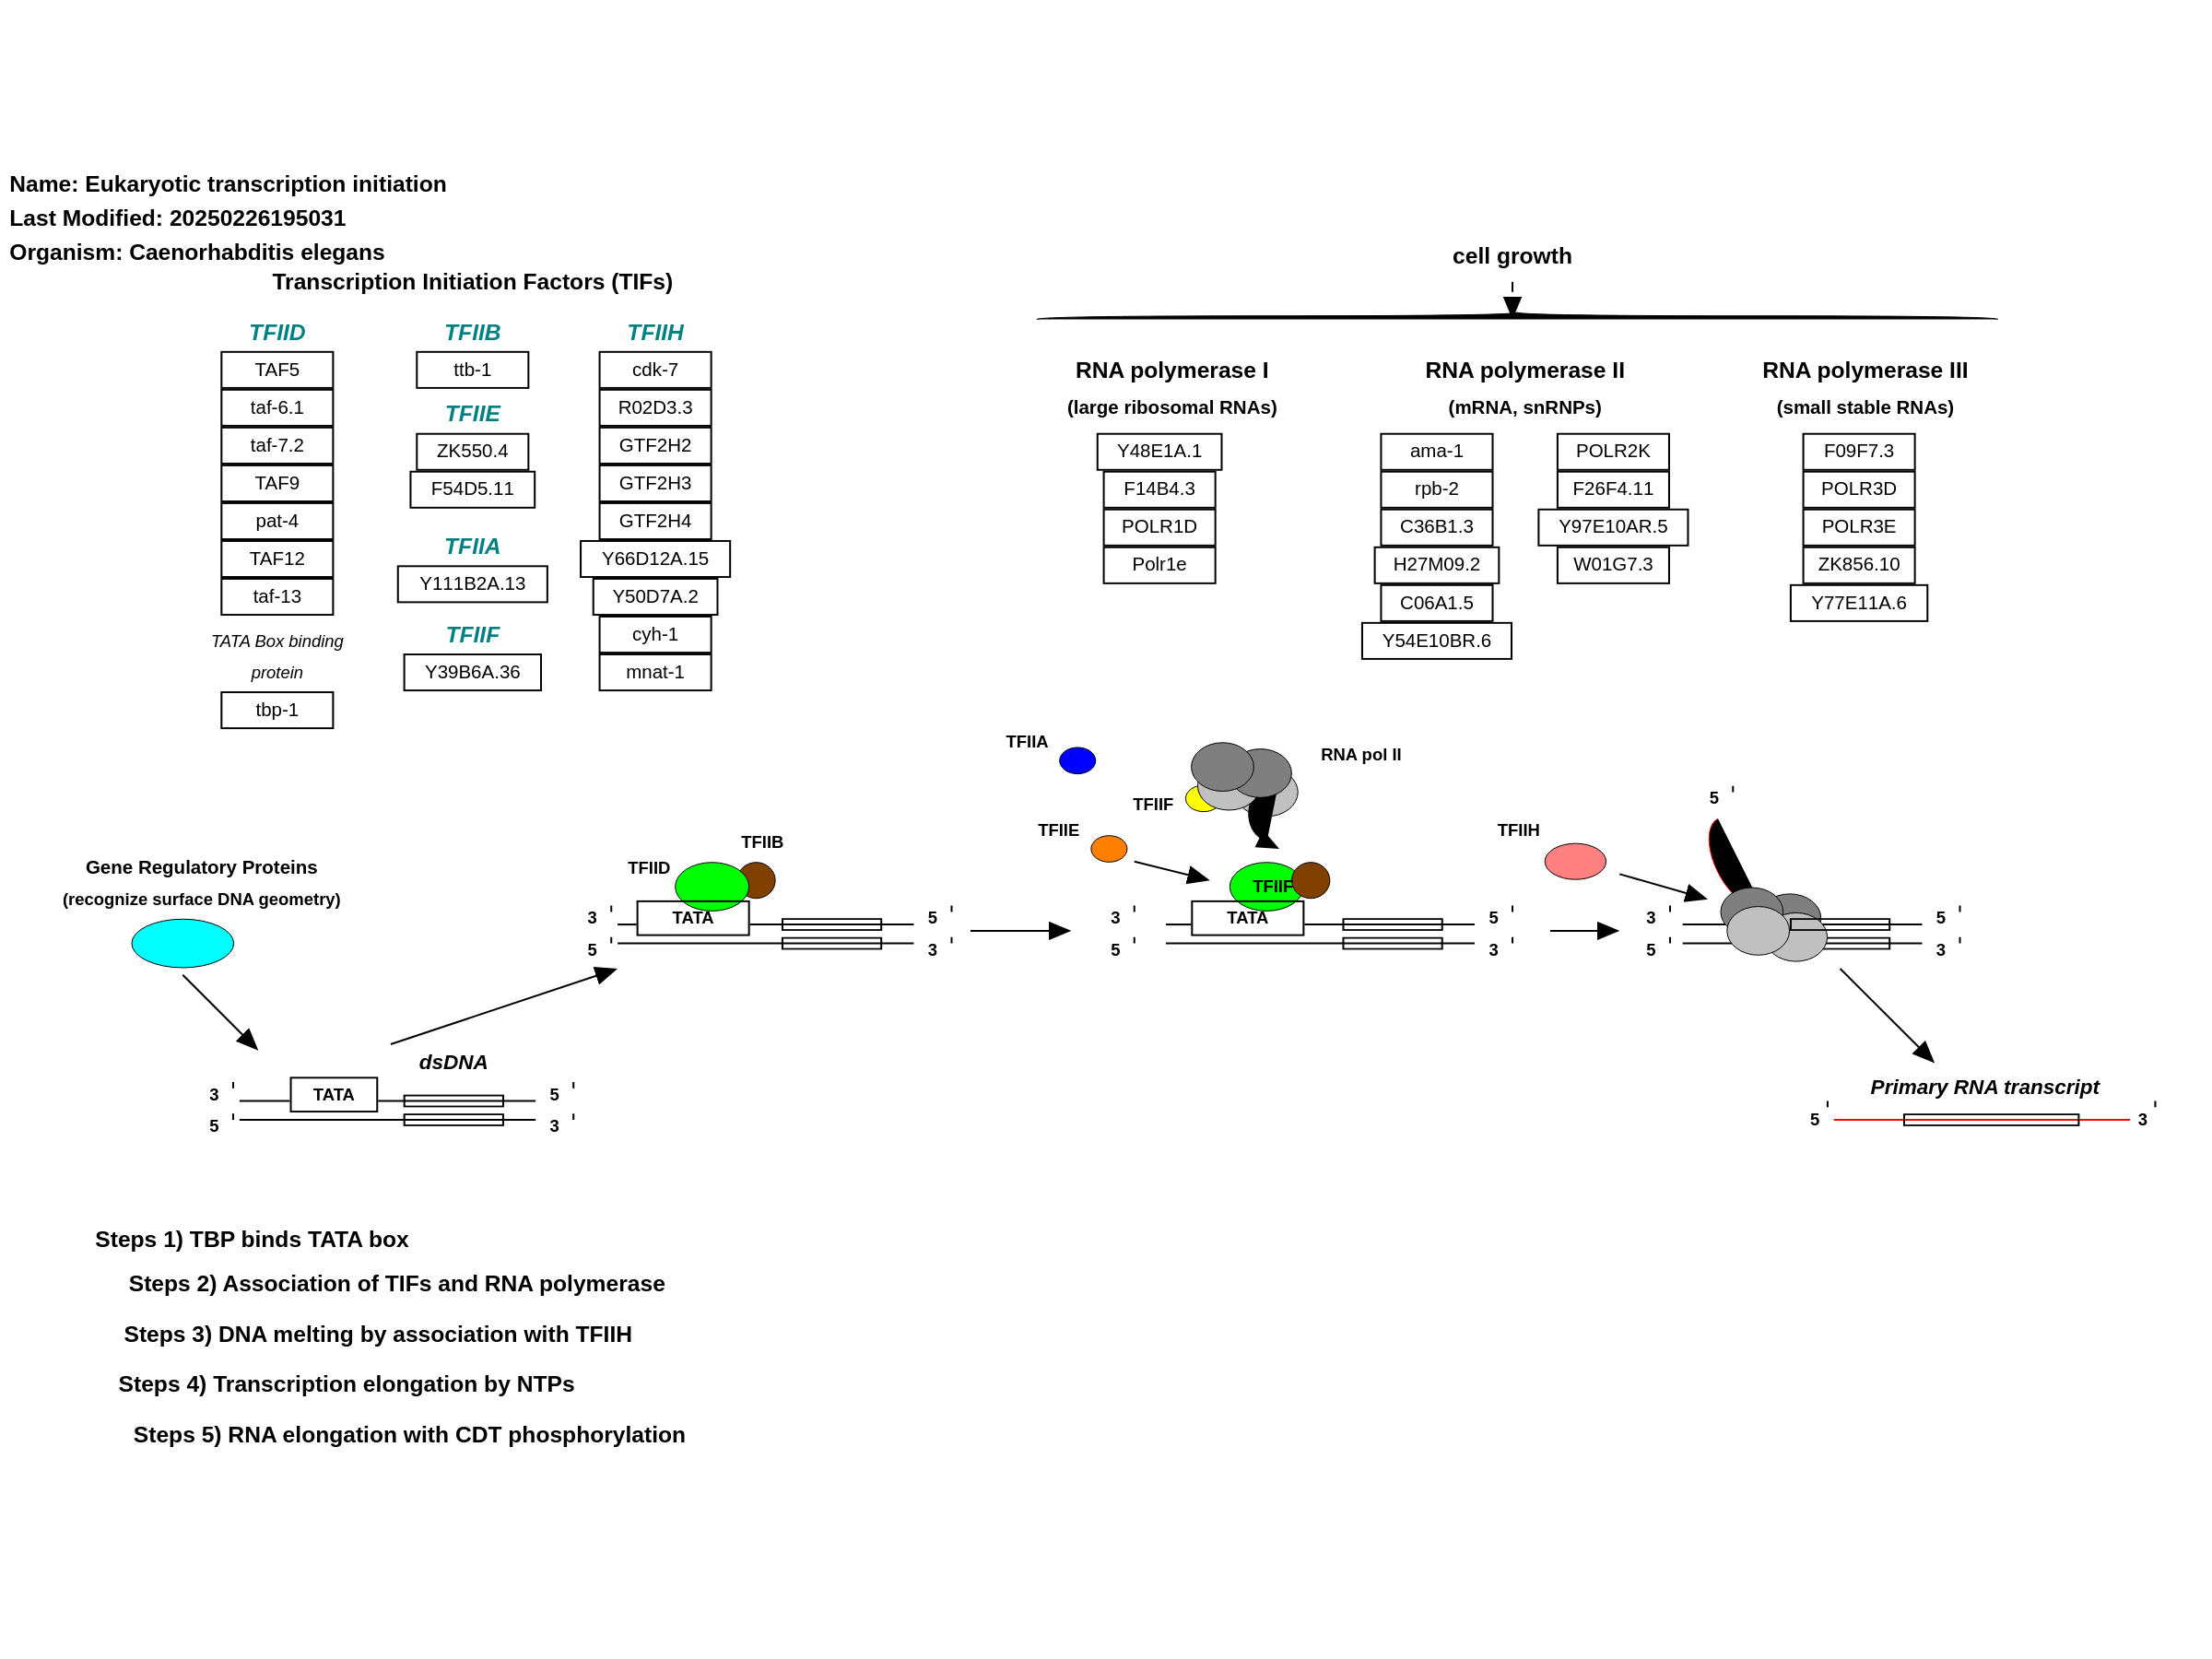 Name: Eukaryotic transcription initiation
Last Modified: 20250226195031
Organism: Caenorhabditis elegans
Transcription Initiation Factors (TIFs)
TFIID
TAF5
taf-6.1
taf-7.2
TAF9
pat-4
TAF12
taf-13
TATA Box binding
protein
tbp-1
TFIIB
ttb-1
TFIIE
ZK550.4
F54D5.11
TFIIA
Y111B2A.13
TFIIF
Y39B6A.36
TFIIH
cdk-7
R02D3.3
GTF2H2
GTF2H3
GTF2H4
Y66D12A.15
Y50D7A.2
cyh-1
mnat-1
cell growth
RNA polymerase I
(large ribosomal RNAs)
Y48E1A.1
F14B4.3
POLR1D
Polr1e
RNA polymerase II
(mRNA, snRNPs)
ama-1
rpb-2
C36B1.3
H27M09.2
C06A1.5
Y54E10BR.6
POLR2K
F26F4.11
Y97E10AR.5
W01G7.3
RNA polymerase III
(small stable RNAs)
F09F7.3
POLR3D
POLR3E
ZK856.10
Y77E11A.6
Gene Regulatory Proteins
(recognize surface DNA geometry)
dsDNA
3 ' TATA 5 '
5 ' 3 '
TFIIB
TFIID
3 ' TATA 5 '
5 ' 3 '
TFIIA
RNA pol II
TFIIF
TFIIE
TFIIF
3 ' TATA 5 '
5 ' 3 '
TFIIH
5 '
3 ' 5 '
5 ' 3 '
Primary RNA transcript
5 ' 3 '
Steps 1) TBP binds TATA box
Steps 2) Association of TIFs and RNA polymerase
Steps 3) DNA melting by association with TFIIH
Steps 4) Transcription elongation by NTPs
Steps 5) RNA elongation with CDT phosphorylation